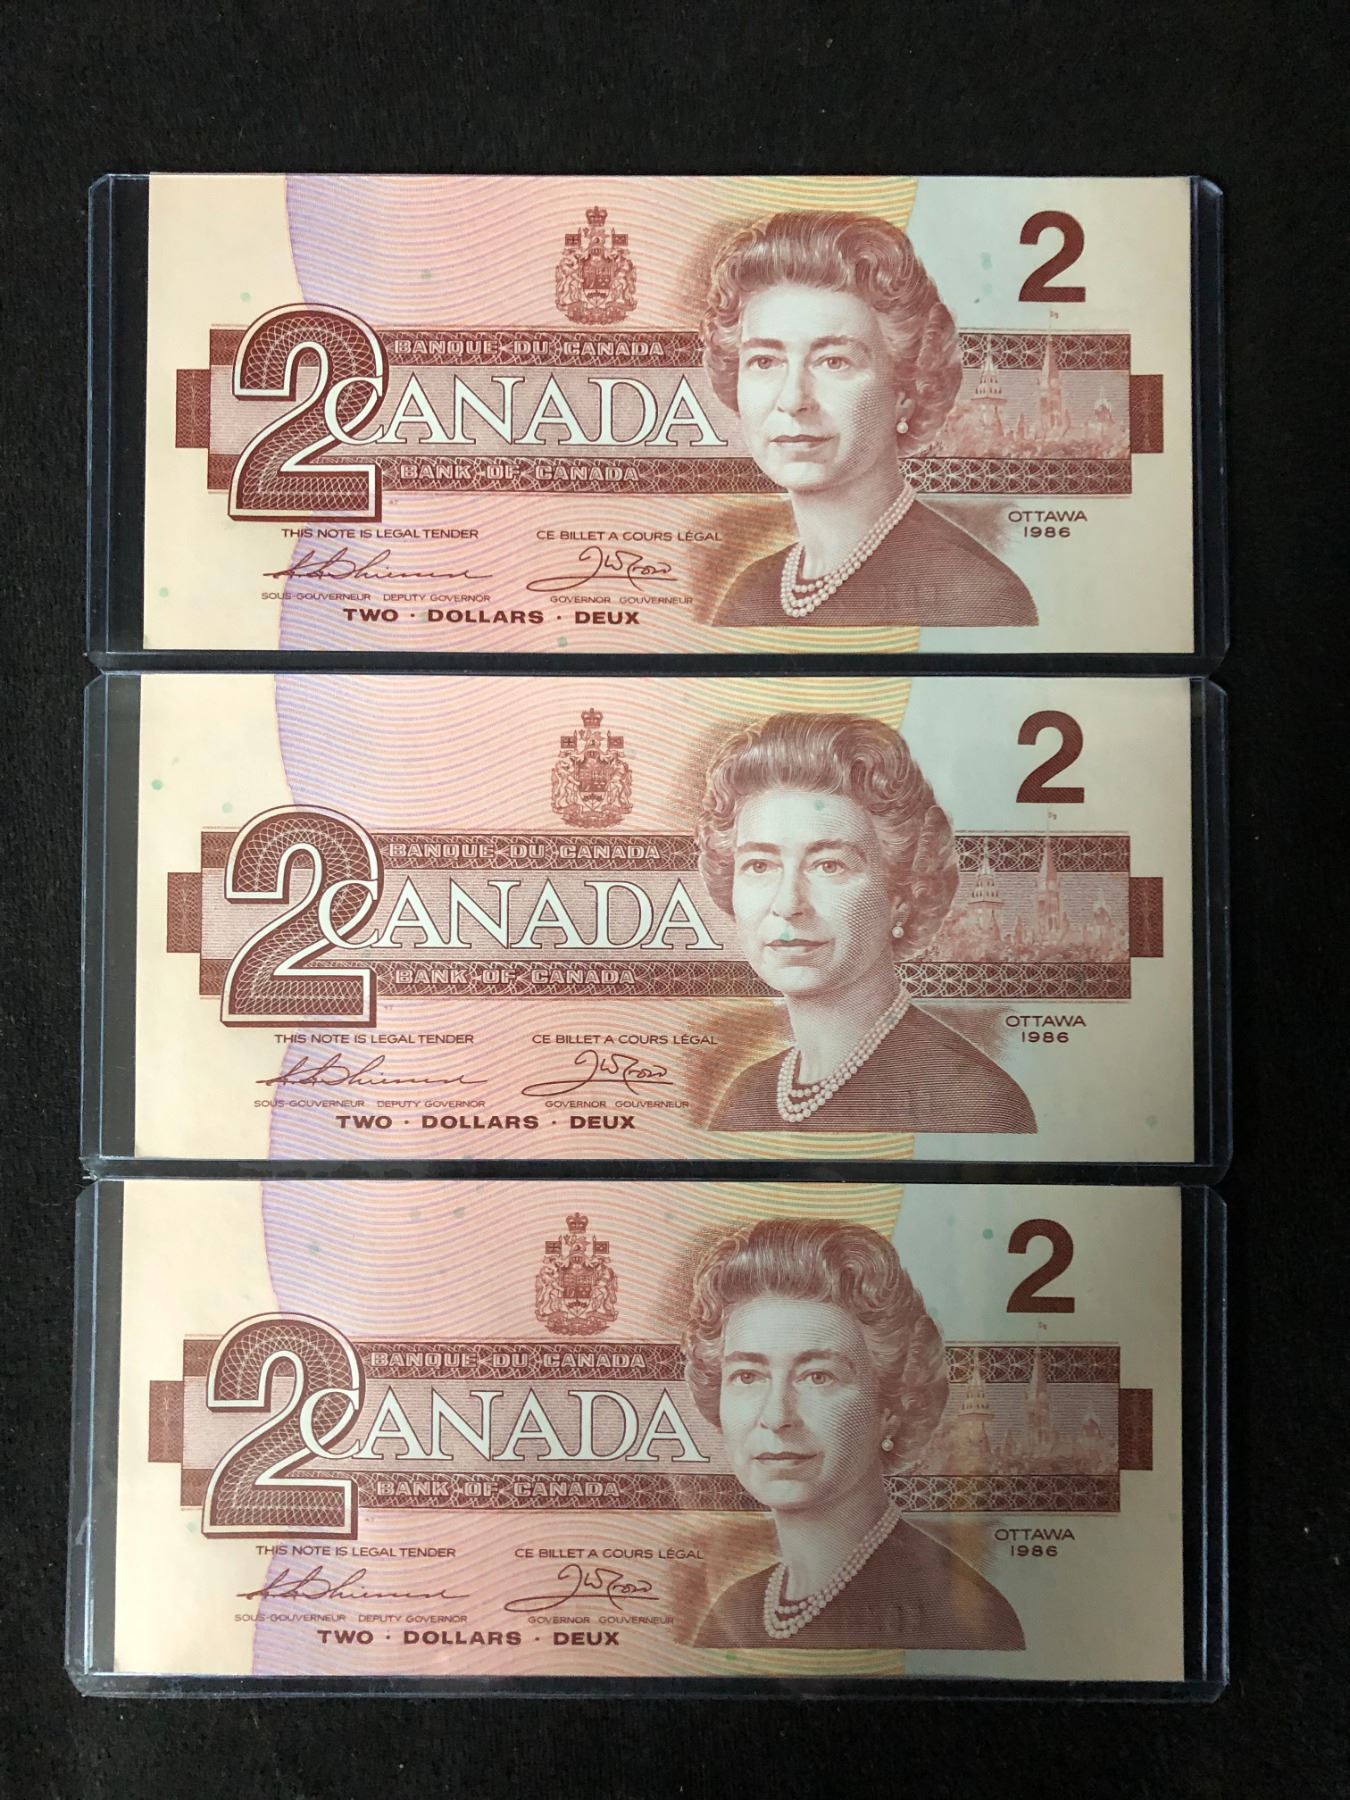 2
BANQUE DU CANADA
2 CANADA
BANK OF CANADA
OTTAWA
1986
THIS NOTE IS LEGAL TENDER CE BILLET A COURS LÉGAL
SOUS-GOUVERNEUR DEPUTY GOVERNOR GOVERNOR GOUVERNEUR
TWO · DOLLARS · DEUX
2
BANQUE DU CANADA
2 CANADA
BANK OF CANADA
OTTAWA
1986
THIS NOTE IS LEGAL TENDER CE BILLET A COURS LÉGAL
SOUS-GOUVERNEUR DEPUTY GOVERNOR GOVERNOR GOUVERNEUR
TWO · DOLLARS · DEUX
2
BANQUE DU CANADA
2 CANADA
BANK OF CANADA
OTTAWA
1986
THIS NOTE IS LEGAL TENDER CE BILLET A COURS LÉGAL
SOUS-GOUVERNEUR DEPUTY GOVERNOR GOVERNOR GOUVERNEUR
TWO · DOLLARS · DEUX